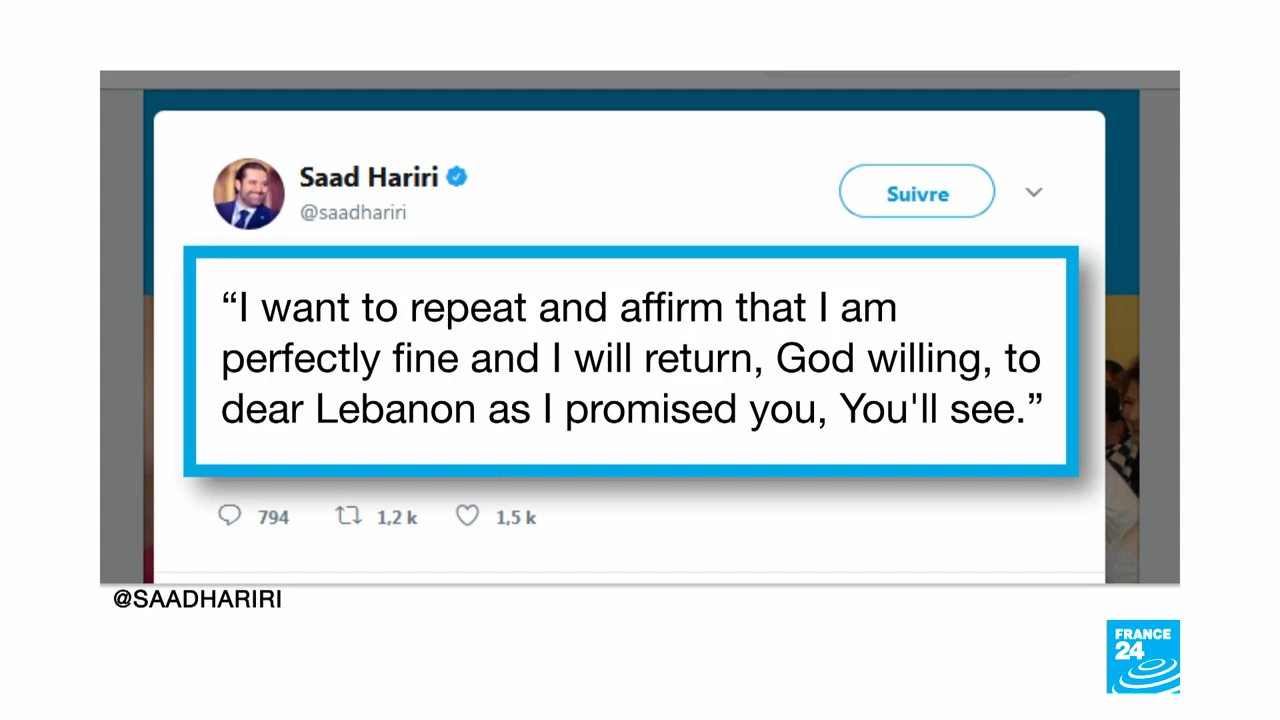 Saad Hariri
@saadhariri
Suivre
“I want to repeat and affirm that I am
perfectly fine and I will return, God willing, to
dear Lebanon as I promised you, You'll see.”
794 1,2 k 1,5 k
@SAADHARIRI
FRANCE
24